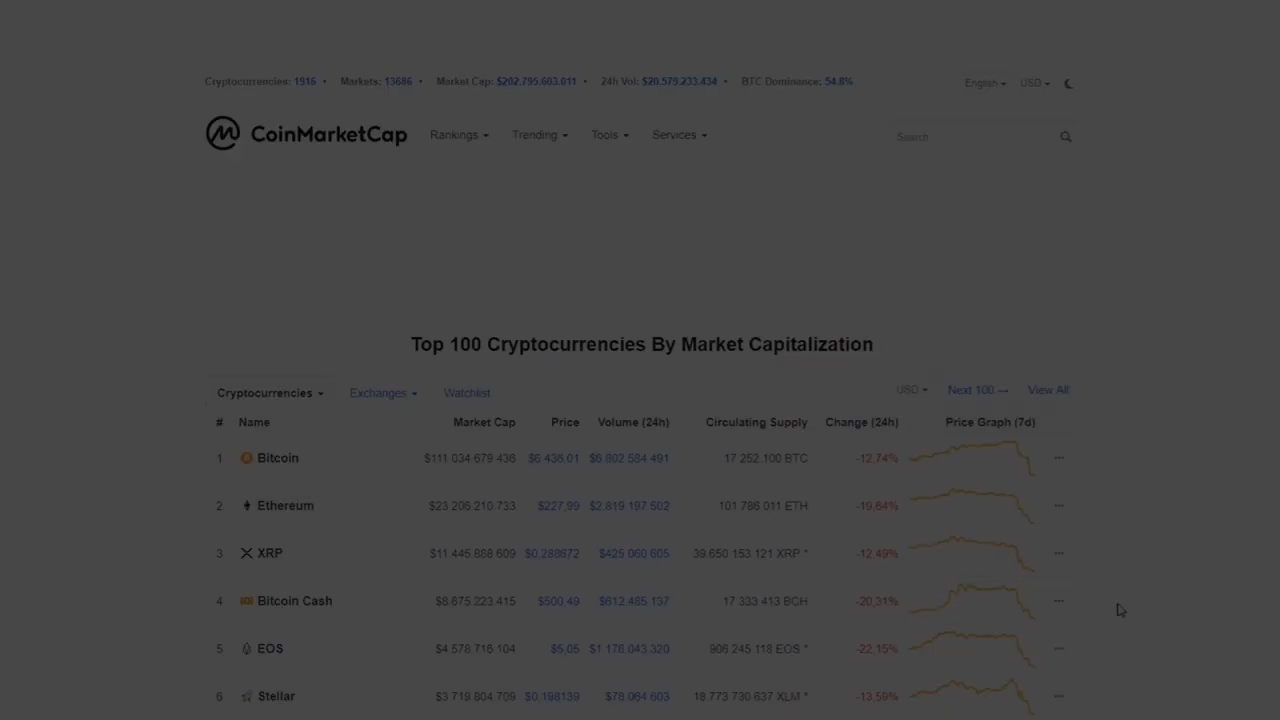 Cryptocurrencies: 1916 • Markets: 13686 • Market Cap: $202.795.603.011 • 24h Vol: $20.579.233.434 • BTC Dominance: 54.8%
English USD
CoinMarketCap Rankings Trending Tools Services Search
Top 100 Cryptocurrencies By Market Capitalization
Cryptocurrencies Exchanges Watchlist USD Next 100 → View All
# Name Market Cap Price Volume (24h) Circulating Supply Change (24h) Price Graph (7d)
1 Bitcoin $111 034 679 436 $6 436,01 $6 802 584 491 17 252 100 BTC -12,74%
2 Ethereum $23 206 210 733 $227,99 $2 819 197 502 101 786 011 ETH -19,64%
3 XRP $11 445 888 609 $0,288672 $425 060 605 39 650 153 121 XRP * -12,49%
4 Bitcoin Cash $8 675 223 415 $500,49 $612 485 137 17 333 413 BCH -20,31%
5 EOS $4 578 716 104 $5,05 $1 176 043 320 906 245 118 EOS * -22,15%
6 Stellar $3 719 804 709 $0,198139 $78 064 603 18 773 730 637 XLM * -13,59%